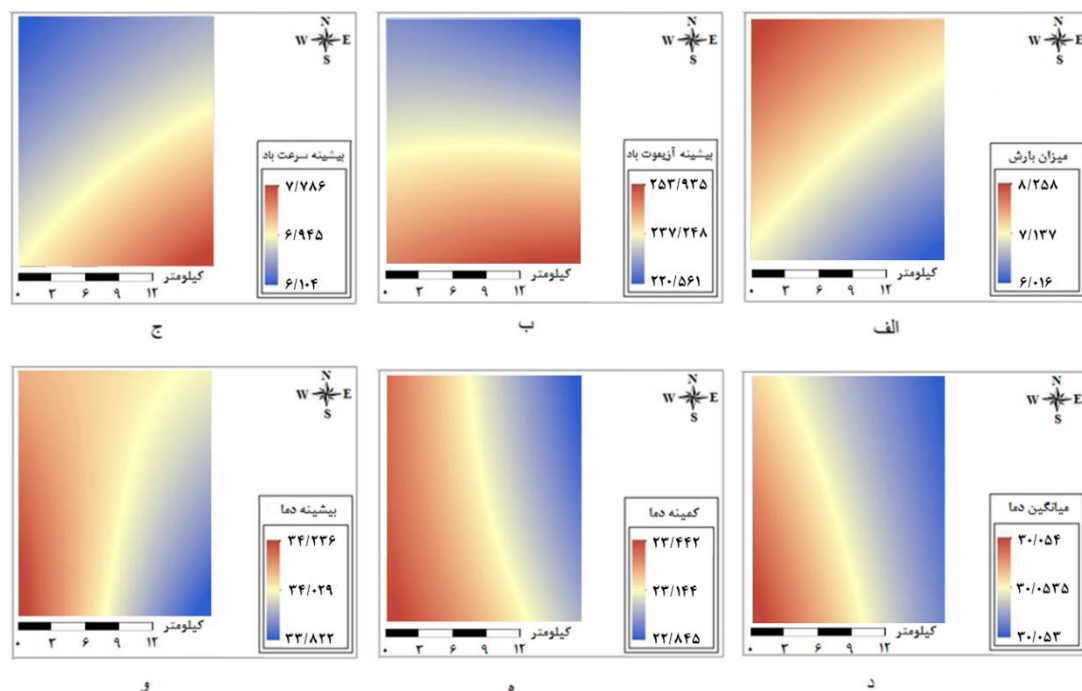 N
W E
S
میزان بارش
۸/۲۵۸
۷/۱۳۷
۶/۰۱۶
کیلومتر
۰ ۳ ۶ ۹ ۱۲
الف
N
W E
S
بیشینه آزیموت باد
۲۵۳/۹۳۵
۲۳۷/۲۴۸
۲۲۰/۵۶۱
کیلومتر
۰ ۳ ۶ ۹ ۱۲
ب
N
W E
S
بیشینه سرعت باد
۷/۷۸۶
۶/۹۴۵
۶/۱۰۴
کیلومتر
۰ ۳ ۶ ۹ ۱۲
ج
N
W E
S
میانگین دما
۳۰/۰۵۴
۳۰/۰۵۳۵
۳۰/۰۵۳
کیلومتر
۰ ۳ ۶ ۹ ۱۲
د
N
W E
S
کمینه دما
۲۳/۴۴۲
۲۳/۱۴۴
۲۲/۸۴۵
کیلومتر
۰ ۳ ۶ ۹ ۱۲
ه
N
W E
S
بیشینه دما
۳۴/۲۳۶
۳۴/۰۲۹
۳۳/۸۲۲
کیلومتر
۰ ۳ ۶ ۹ ۱۲
و